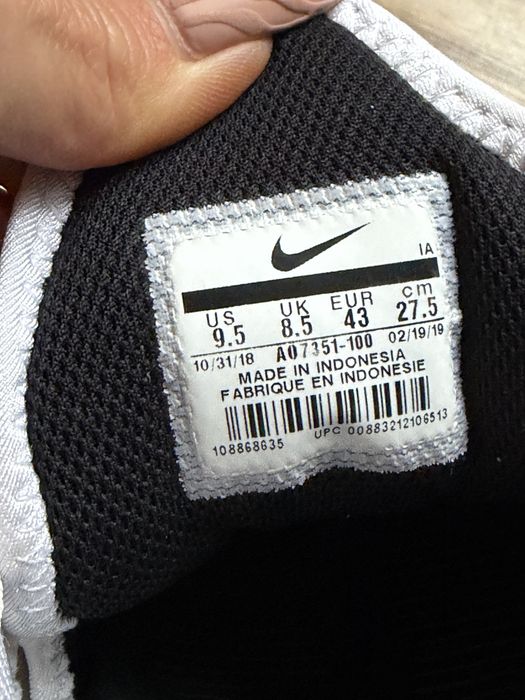 IA
US UK EUR cm
9.5 8.5 43 27.5
10/31/18 AO7351-100 02/19/19
MADE IN INDONESIA
FABRIQUE EN INDONESIE
108868635 UPC 00883212106513